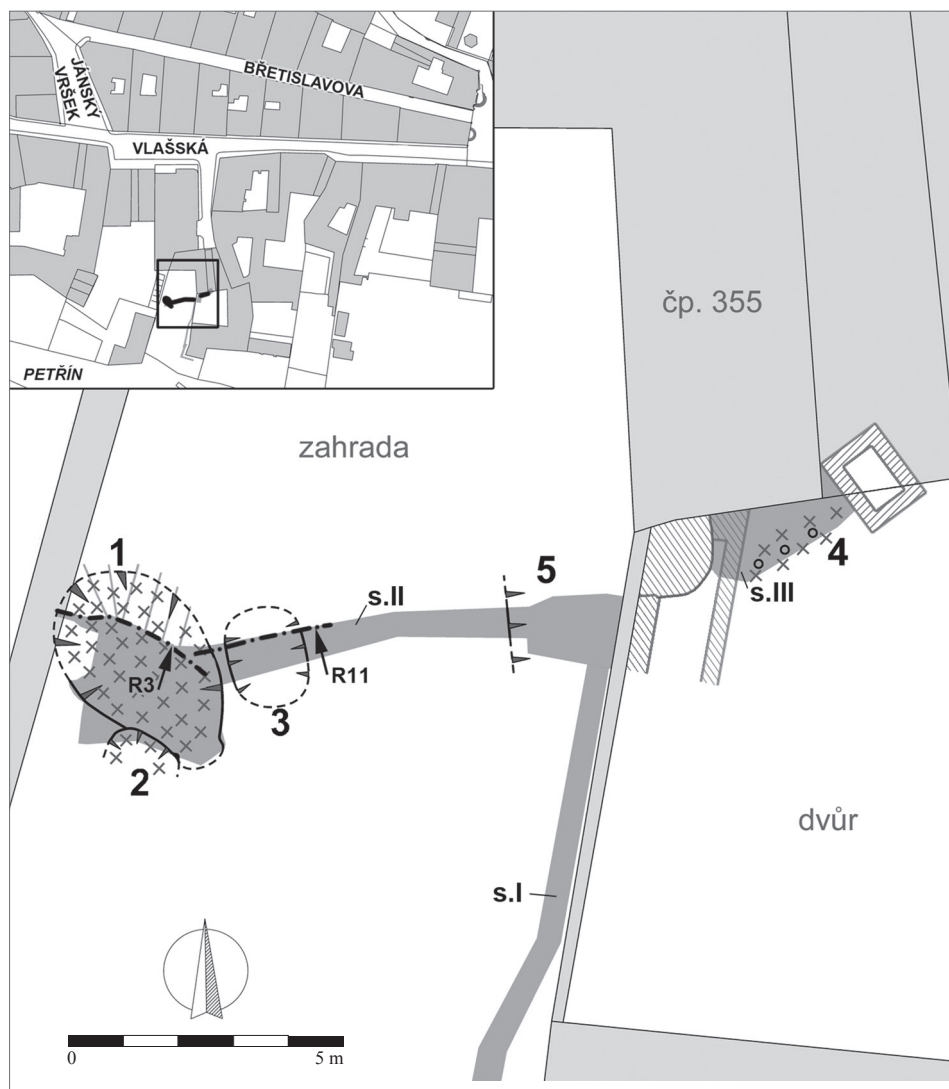 BŘETISLAVOVA
JÁNSKÝ
VRŠEK
VLAŠSKÁ
PETŘÍN
čp. 355
zahrada
1
5
4
s.II
s.III
R3
R11
3
2
dvůr
s.I
0
5 m